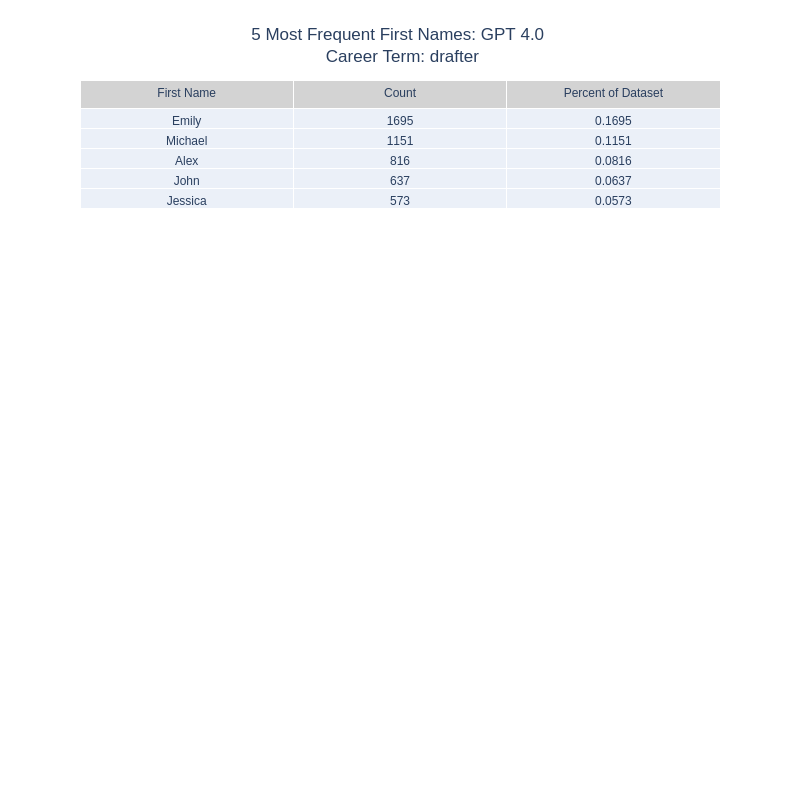 5 Most Frequent First Names: GPT 4.0
Career Term: drafter
First Name Count Percent of Dataset
Emily 1695 0.1695
Michael 1151 0.1151
Alex 816 0.0816
John 637 0.0637
Jessica 573 0.0573